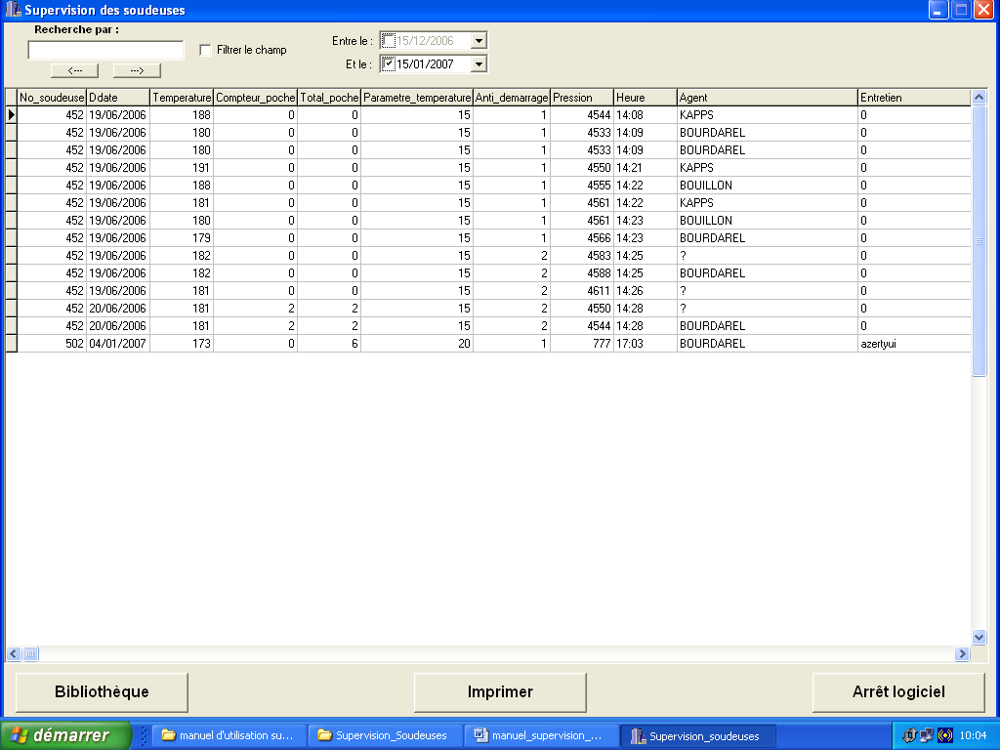 Supervision des soudeuses
Recherche par :
Filtrer le champ
Entre le : 15/12/2006
Et le : 15/01/2007
<--- --->
No_soudeuse Ddate Temperature Compteur_poche Total_poche Parametre_temperature Anti_demarrage Pression Heure Agent Entretien
452 19/06/2006 188 0 0 15 1 4544 14:08 KAPPS 0
452 19/06/2006 180 0 0 15 1 4533 14:09 BOURDAREL 0
452 19/06/2006 180 0 0 15 1 4533 14:09 BOURDAREL 0
452 19/06/2006 191 0 0 15 1 4550 14:21 KAPPS 0
452 19/06/2006 188 0 0 15 1 4555 14:22 BOUILLON 0
452 19/06/2006 181 0 0 15 1 4561 14:22 KAPPS 0
452 19/06/2006 180 0 0 15 1 4561 14:23 BOUILLON 0
452 19/06/2006 179 0 0 15 1 4566 14:23 BOURDAREL 0
452 19/06/2006 182 0 0 15 2 4583 14:25 ? 0
452 19/06/2006 182 0 0 15 2 4588 14:25 BOURDAREL 0
452 19/06/2006 181 0 0 15 2 4611 14:26 ? 0
452 20/06/2006 181 2 2 15 2 4550 14:28 ? 0
452 20/06/2006 181 2 2 15 2 4544 14:28 BOURDAREL 0
502 04/01/2007 173 0 6 20 1 777 17:03 BOURDAREL azertyui
Bibliothèque Imprimer Arrêt logiciel
démarrer manuel d'utilisation su... Supervision_Soudeuses manuel_supervision_... Supervision_soudeuses 10:04